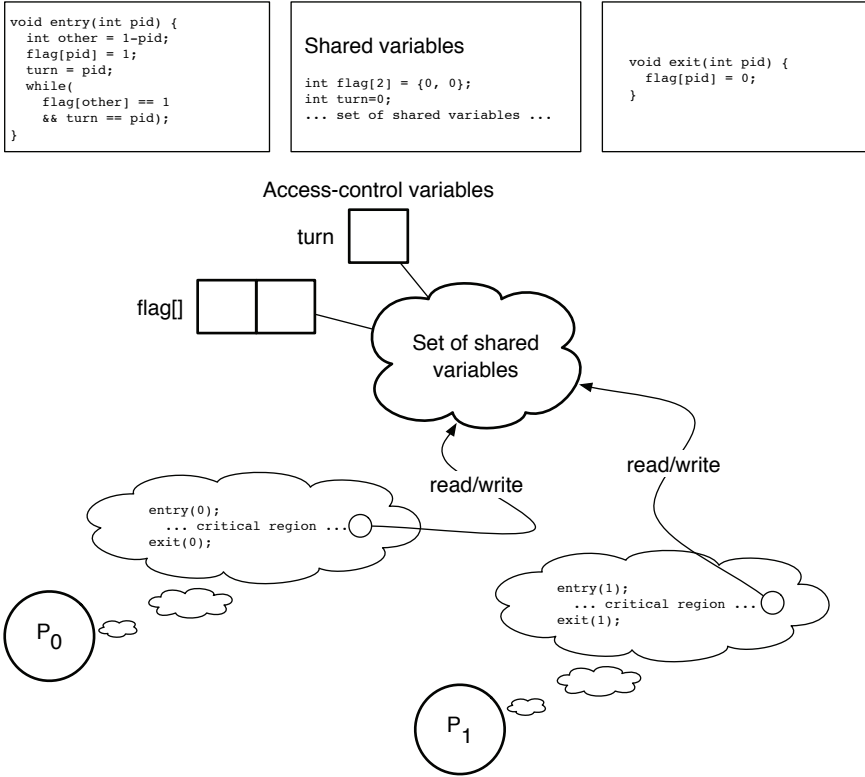 void entry(int pid) {
  int other = 1-pid;
  flag[pid] = 1;
  turn = pid;
  while(
    flag[other] == 1
    && turn == pid);
}
Shared variables
int flag[2] = {0, 0};
int turn=0;
... set of shared variables ...
void exit(int pid) {
  flag[pid] = 0;
}
Access-control variables
turn
flag[]
Set of shared
variables
read/write
read/write
entry(0);
  ... critical region ...
exit(0);
entry(1);
  ... critical region ...
exit(1);
P0
P1